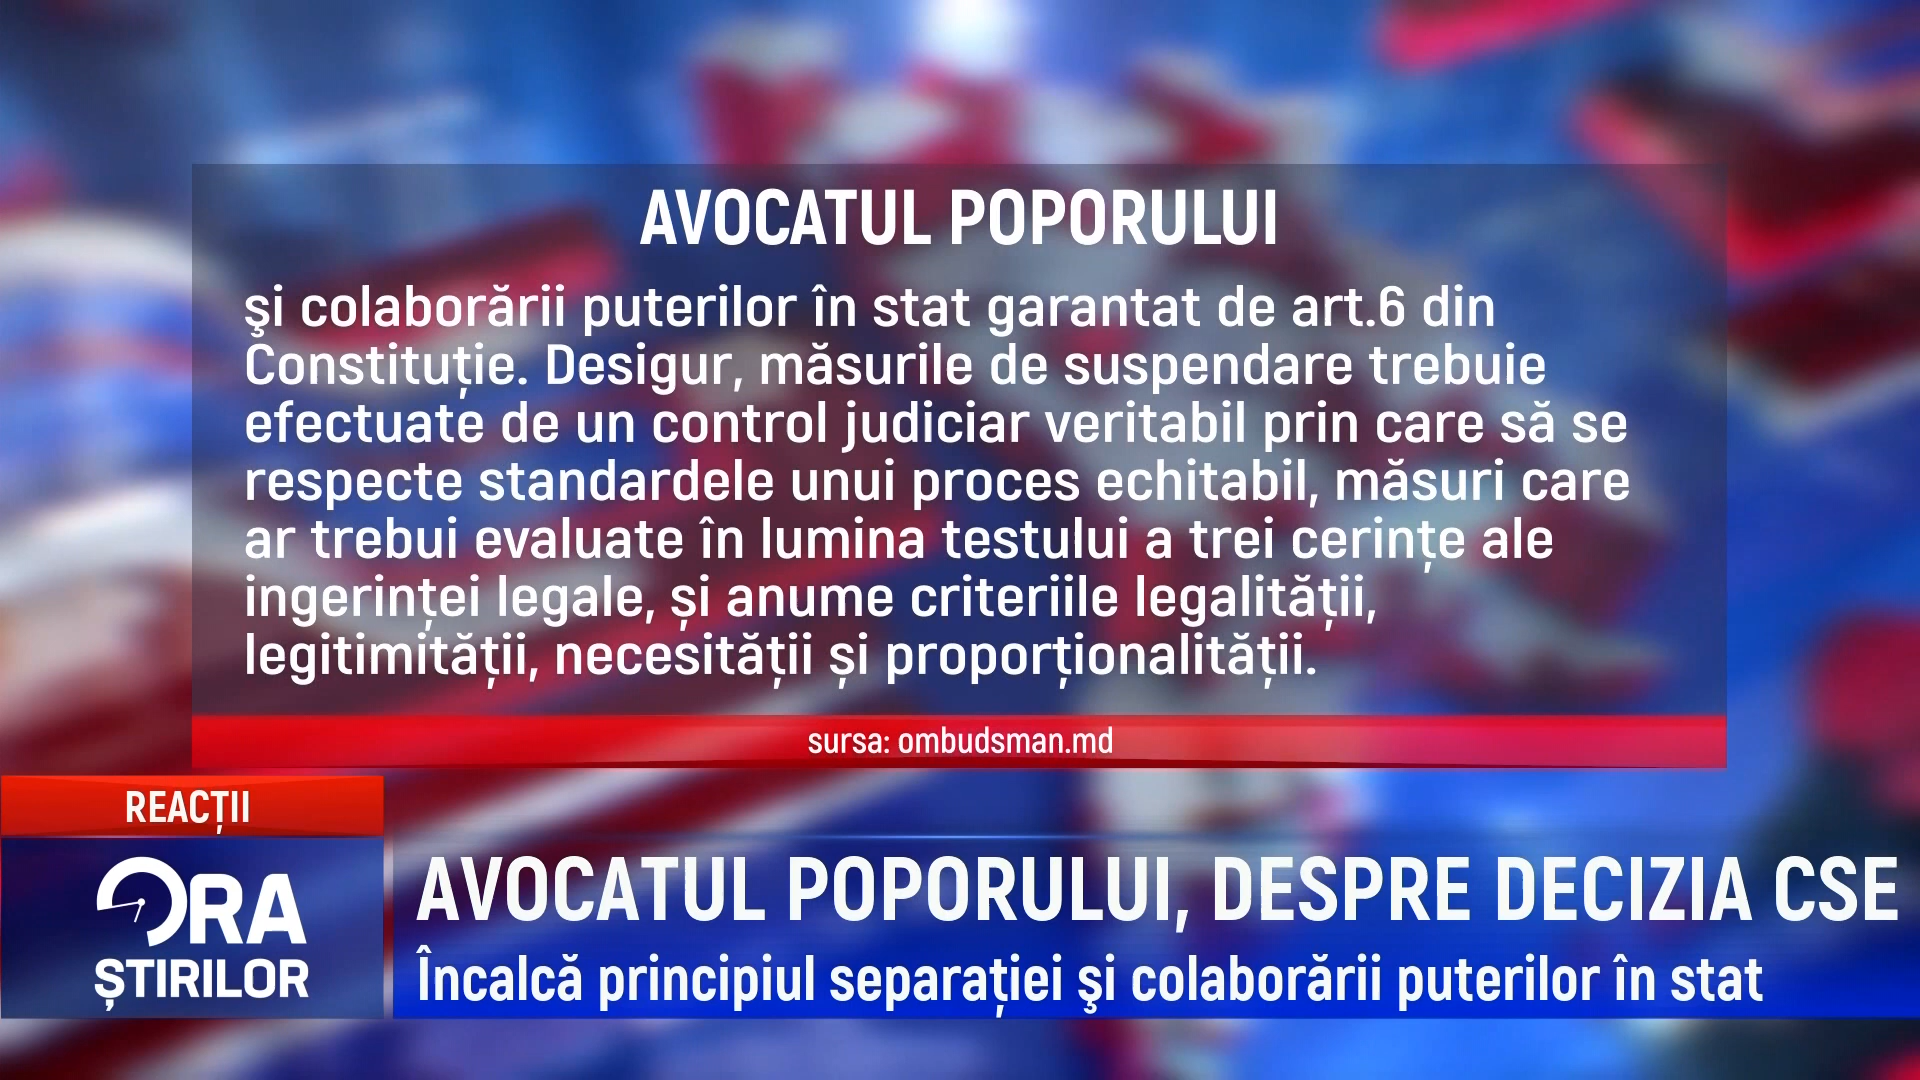 AVOCATUL POPORULUI
şi colaborării puterilor în stat garantat de art.6 din
Constituție. Desigur, măsurile de suspendare trebuie
efectuate de un control judiciar veritabil prin care să se
respecte standardele unui proces echitabil, măsuri care
ar trebui evaluate în lumina testului a trei cerințe ale
ingerinței legale, și anume criteriile legalității,
legitimității, necesității și proporționalității.
sursa: ombudsman.md
REACȚII
ORA
ȘTIRILOR
AVOCATUL POPORULUI, DESPRE DECIZIA CSE
Încalcă principiul separației şi colaborării puterilor în stat